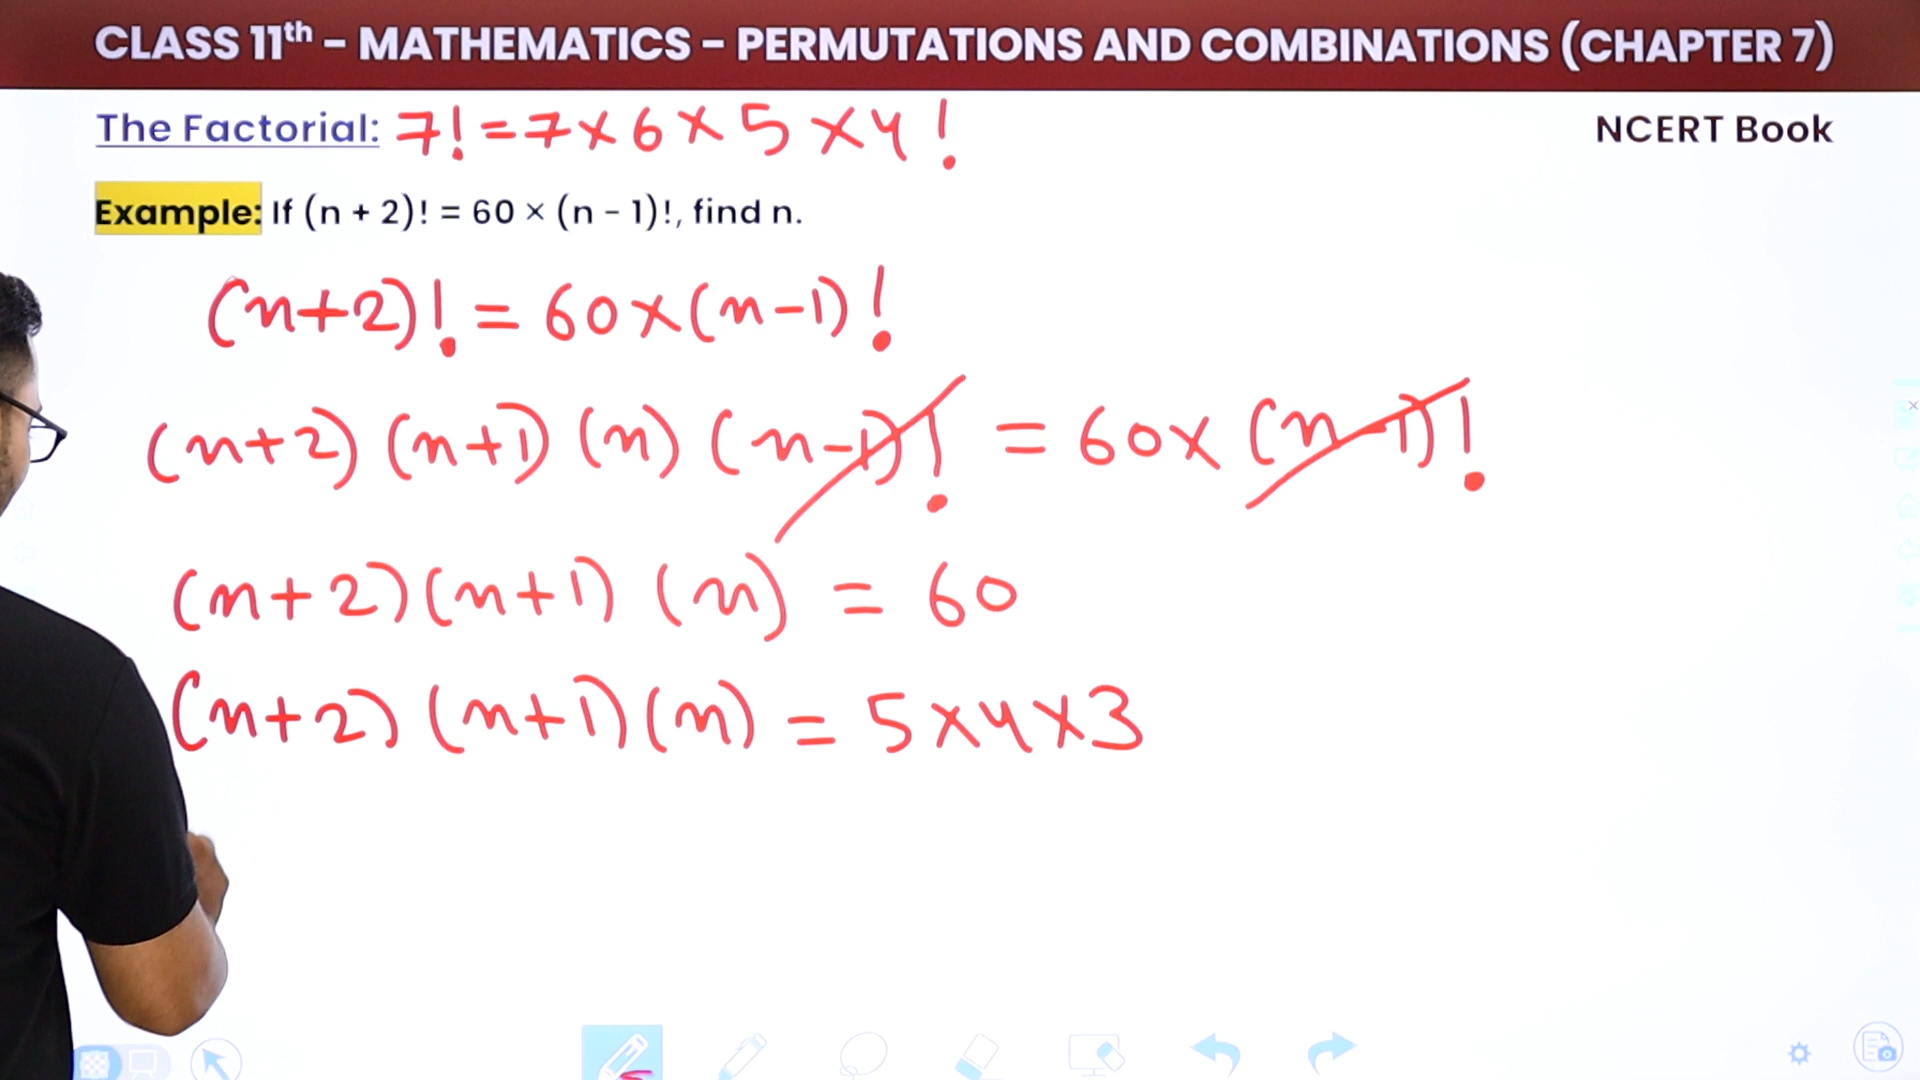 CLASS 11th – MATHEMATICS – PERMUTATIONS AND COMBINATIONS (CHAPTER 7)
The Factorial: 7! = 7 × 6 × 5 × 4!
NCERT Book
Example: If (n + 2)! = 60 × (n - 1)!, find n.
(n+2)! = 60×(n-1)!
(n+2) (n+1) (n) (n-1)! = 60× (n-1)!
(n+2)(n+1) (n) = 60
(n+2) (n+1)(n) = 5×4×3